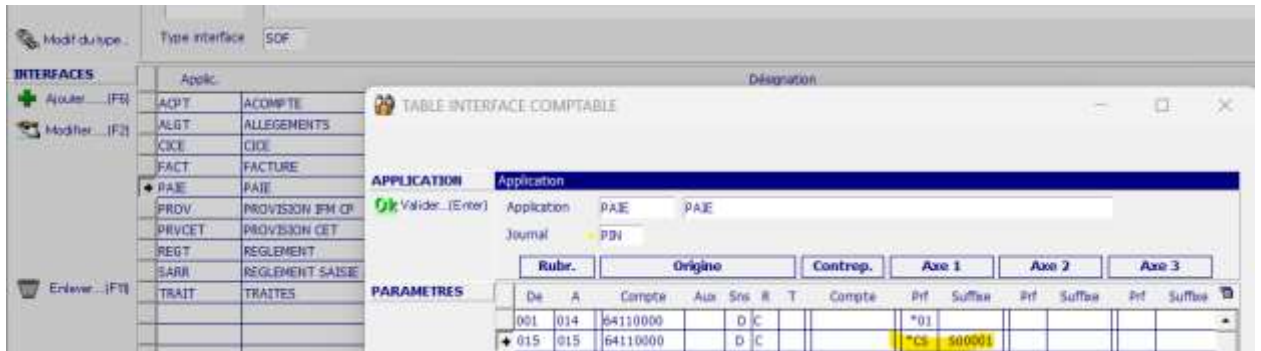 Modif du type... Type interface SOF
INTERFACES Applic. Désignation
Ajouter......(F6) ACPT ACOMPTE TABLE INTERFACE COMPTABLE
Modifier...(F2) ALGT ALLEGEMENTS
CICE CICE
FACT FACTURE
PAIE PAIE APPLICATION Application
PROV PROVISION IFM CP Ok Valider...(Enter) Application PAIE PAIE
PRVCET PROVISION CET Journal PIN
REGT REGLEMENT
SARR REGLEMENT SAISIE Rubr. Origine Contrep. Axe 1 Axe 2 Axe 3
Enlever...(F11) TRAIT TRAITES PARAMETRES De A Compte Aux Sns R T Compte Prf Suffixe Prf Suffixe Prf Suffixe
001 014 64110000 D C *01
015 015 64110000 D C *CS S00001